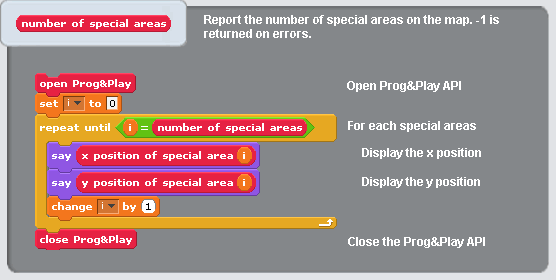 number of special areas
Report the number of special areas on the map. -1 is
returned on errors.
open Prog&Play
Open Prog&Play API
set i to 0
repeat until i = number of special areas
For each special areas
say x position of special area i
Display the x position
say y position of special area i
Display the y position
change i by 1
close Prog&Play
Close the Prog&Play API